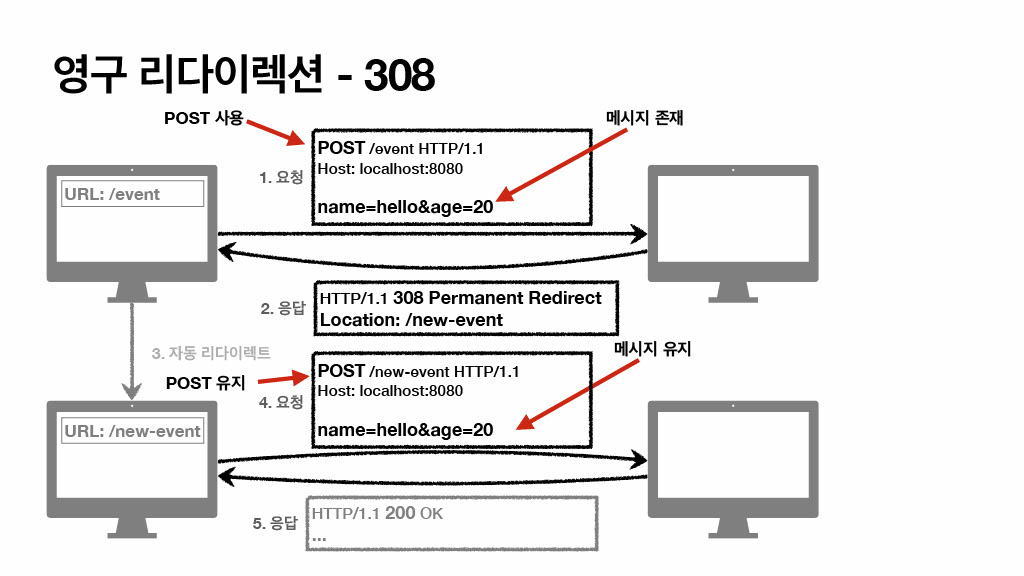 영구 리다이렉션 - 308
POST 사용
메시지 존재
POST /event HTTP/1.1
1. 요청
Host: localhost:8080
URL: /event
name=hello&age=20
2. 응답
HTTP/1.1 308 Permanent Redirect
Location: /new-event
3. 자동 리다이렉트
메시지 유지
POST 유지
POST /new-event HTTP/1.1
4. 요청
Host: localhost:8080
URL: /new-event
name=hello&age=20
5. 응답
HTTP/1.1 200 OK
...